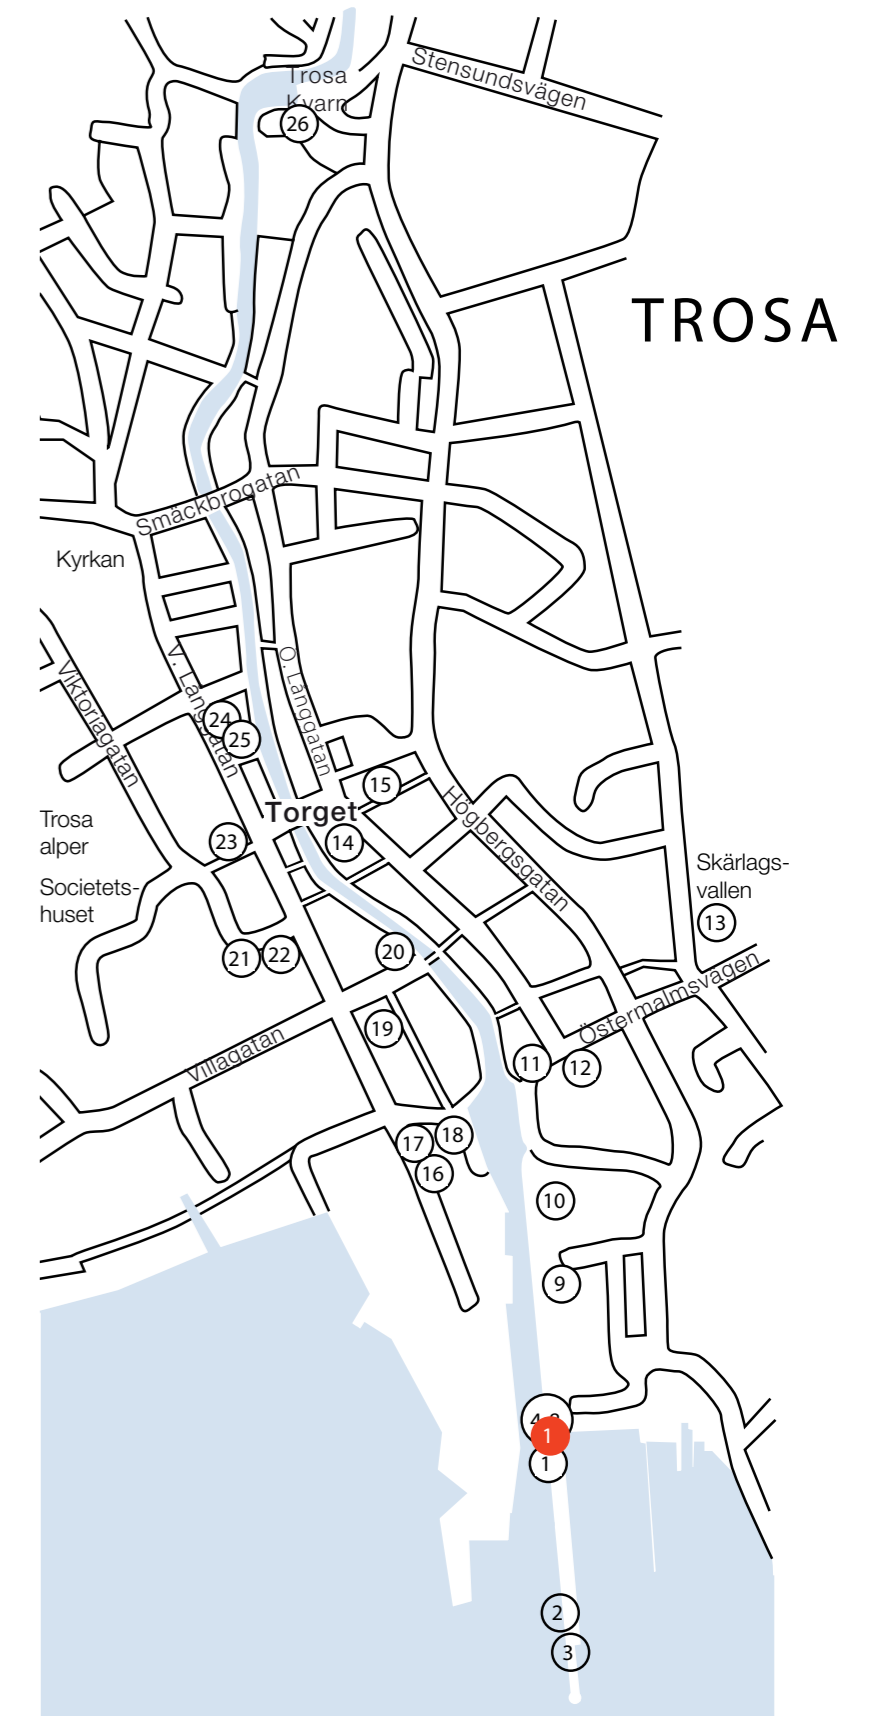 Stensundsvägen
Trosa
Kvarn
26
TROSA
Smäckbrogatan
Kyrkan
Ö. Långgatan
V. Långgatan
Viktoriagatan
24
25
15
Högbergsgatan
Torget
Trosa
alper
23
14
Skärlags-
vallen
Societets-
huset
13
21
22
20
Östermalmsvägen
19
Villagatan
11
12
17
18
16
10
9
1
1
2
3